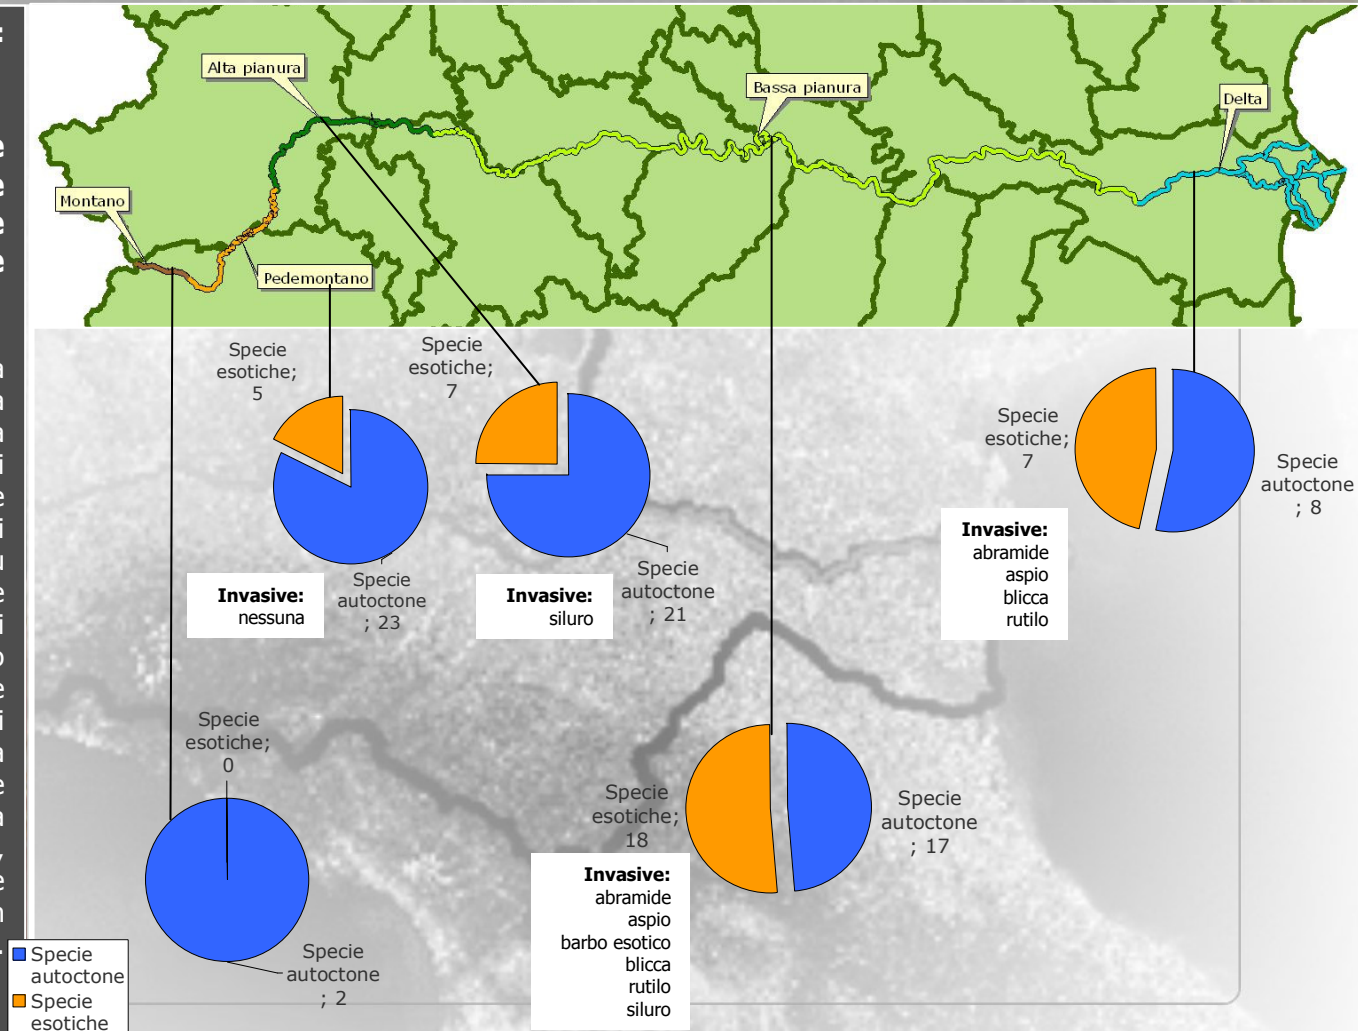 Alta pianura
Bassa pianura
Delta
Montano
Pedemontano
Specie
esotiche;
5
Specie
esotiche;
7
Specie
esotiche;
7
Specie
autoctone
; 8
Invasive:
abramide
aspio
blicca
rutilo
Specie
autoctone
; 23
Invasive:
nessuna
Invasive:
siluro
Specie
autoctone
; 21
Specie
esotiche;
0
Specie
autoctone
; 2
Specie
esotiche;
18
Specie
autoctone
; 17
Invasive:
abramide
aspio
barbo esotico
blicca
rutilo
siluro
Specie
autoctone
Specie
esotiche